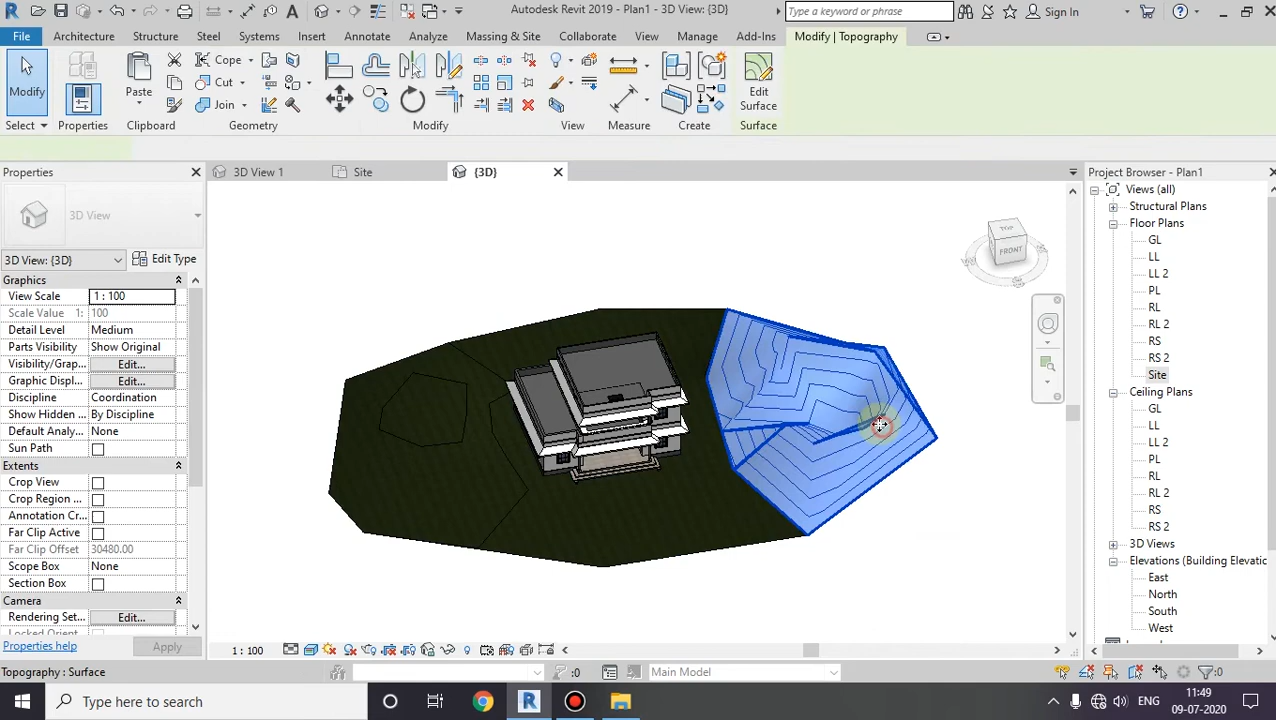 Autodesk Revit 2019 - Plan1 - 3D View: {3D}
Type a keyword or phrase
Sign In
File Architecture Structure Steel Systems Insert Annotate Analyze Massing & Site Collaborate View Manage Add-Ins Modify | Topography
Modify
Paste
Cope
Cut
Join
Edit
Surface
Select Properties Clipboard Geometry Modify View Measure Create Surface
Properties
3D View 1
Site
{3D}
Project Browser - Plan1
3D View
3D View: {3D}
Edit Type
Graphics
View Scale 1 : 100
Scale Value 1: 100
Detail Level Medium
Parts Visibility Show Original
Visibility/Grap... Edit...
Graphic Displ... Edit...
Discipline Coordination
Show Hidden ... By Discipline
Default Analy... None
Sun Path
Extents
Crop View
Crop Region ...
Annotation Cr...
Far Clip Active
Far Clip Offset 30480.00
Scope Box None
Section Box
Camera
Rendering Set... Edit...
Locked Orient
Properties help
Apply
TOP
FRONT
Views (all)
Structural Plans
Floor Plans
GL
LL
LL 2
PL
RL
RL 2
RS
RS 2
Site
Ceiling Plans
GL
LL
LL 2
PL
RL
RL 2
RS
RS 2
3D Views
Elevations (Building Elevatic
East
North
South
West
1 : 100
Topography : Surface
:0
Main Model
:0
Type here to search
ENG
11:49
09-07-2020